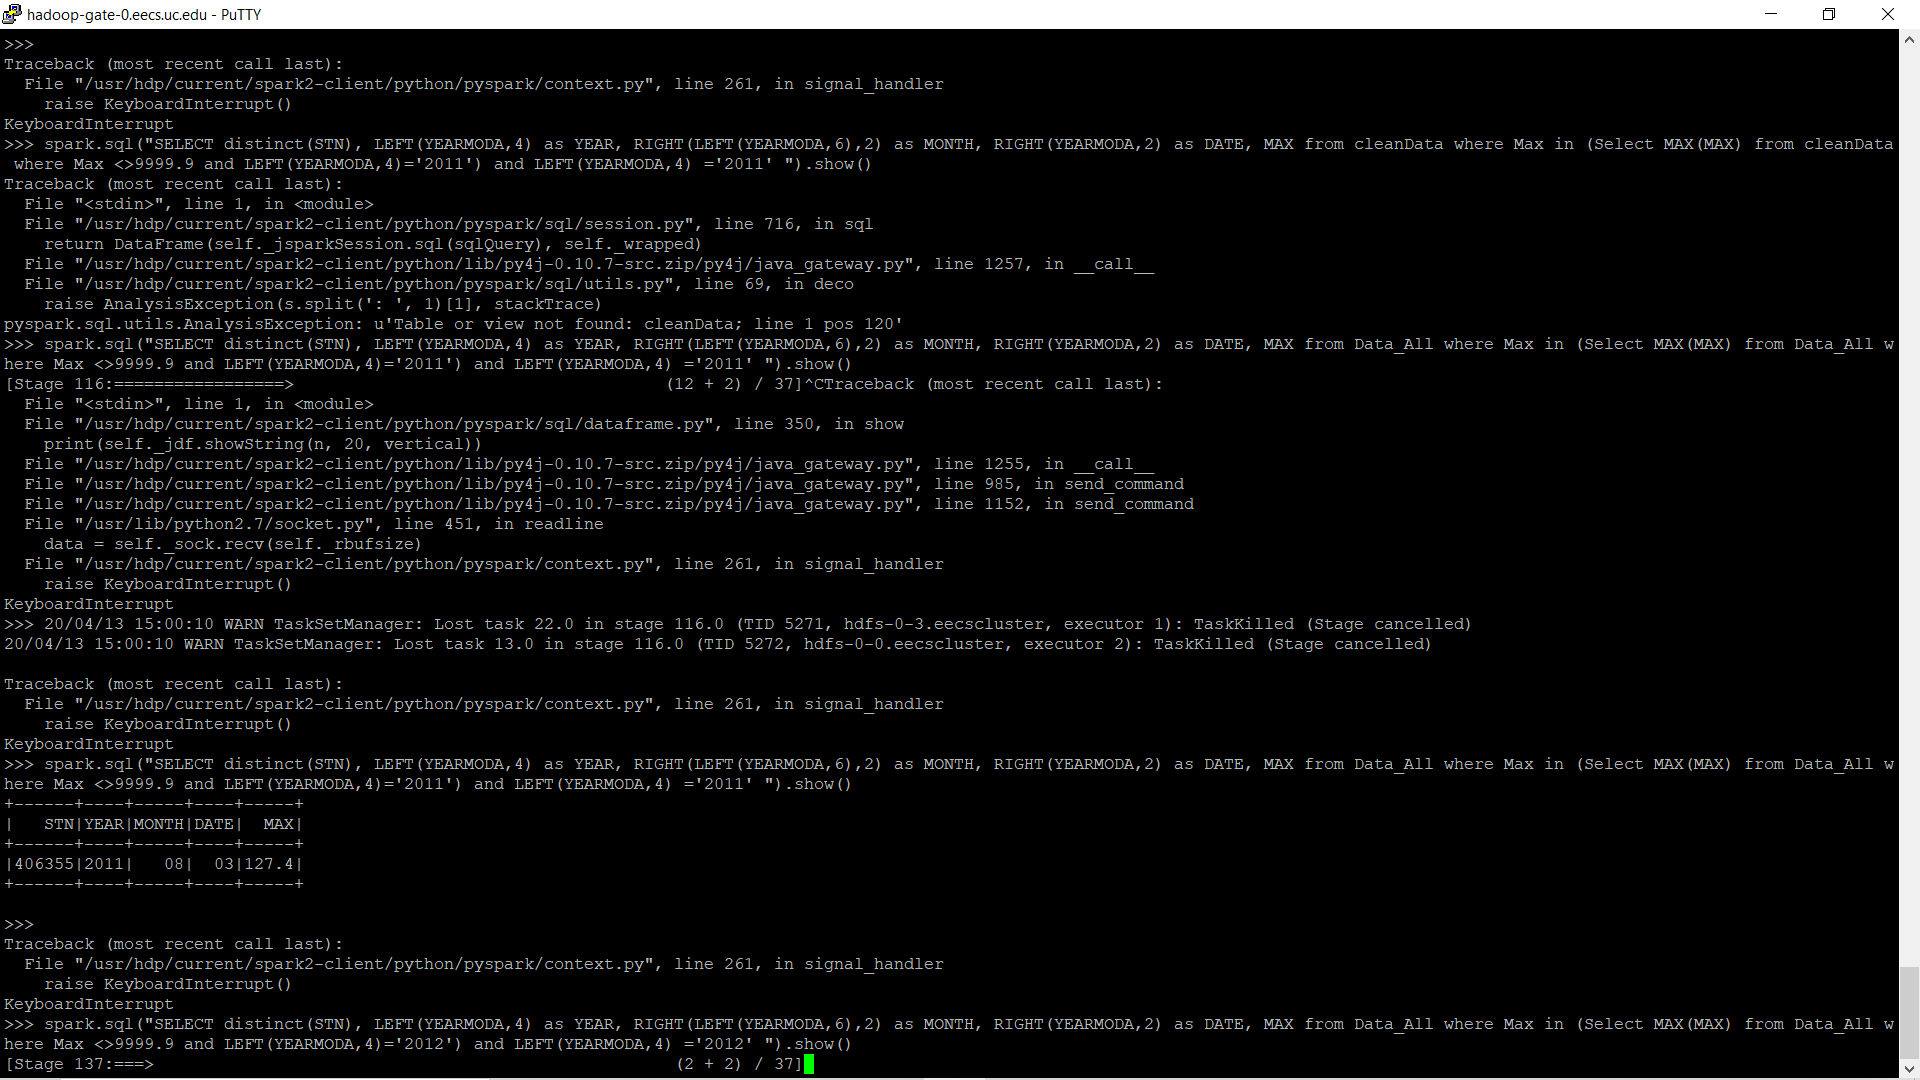 hadoop-gate-0.eecs.uc.edu - PuTTY
>>>
Traceback (most recent call last):
  File "/usr/hdp/current/spark2-client/python/pyspark/context.py", line 261, in signal_handler
    raise KeyboardInterrupt()
KeyboardInterrupt
>>> spark.sql("SELECT distinct(STN), LEFT(YEARMODA,4) as YEAR, RIGHT(LEFT(YEARMODA,6),2) as MONTH, RIGHT(YEARMODA,2) as DATE, MAX from cleanData where Max in (Select MAX(MAX) from cleanData
 where Max <>9999.9 and LEFT(YEARMODA,4)='2011') and LEFT(YEARMODA,4) ='2011' ").show()
Traceback (most recent call last):
  File "<stdin>", line 1, in <module>
  File "/usr/hdp/current/spark2-client/python/pyspark/sql/session.py", line 716, in sql
    return DataFrame(self._jsparkSession.sql(sqlQuery), self._wrapped)
  File "/usr/hdp/current/spark2-client/python/lib/py4j-0.10.7-src.zip/py4j/java_gateway.py", line 1257, in __call__
  File "/usr/hdp/current/spark2-client/python/pyspark/sql/utils.py", line 69, in deco
    raise AnalysisException(s.split(': ', 1)[1], stackTrace)
pyspark.sql.utils.AnalysisException: u'Table or view not found: cleanData; line 1 pos 120'
>>> spark.sql("SELECT distinct(STN), LEFT(YEARMODA,4) as YEAR, RIGHT(LEFT(YEARMODA,6),2) as MONTH, RIGHT(YEARMODA,2) as DATE, MAX from Data_All where Max in (Select MAX(MAX) from Data_All w
here Max <>9999.9 and LEFT(YEARMODA,4)='2011') and LEFT(YEARMODA,4) ='2011' ").show()
[Stage 116:=================>                                     (12 + 2) / 37]^CTraceback (most recent call last):
  File "<stdin>", line 1, in <module>
  File "/usr/hdp/current/spark2-client/python/pyspark/sql/dataframe.py", line 350, in show
    print(self._jdf.showString(n, 20, vertical))
  File "/usr/hdp/current/spark2-client/python/lib/py4j-0.10.7-src.zip/py4j/java_gateway.py", line 1255, in __call__
  File "/usr/hdp/current/spark2-client/python/lib/py4j-0.10.7-src.zip/py4j/java_gateway.py", line 985, in send_command
  File "/usr/hdp/current/spark2-client/python/lib/py4j-0.10.7-src.zip/py4j/java_gateway.py", line 1152, in send_command
  File "/usr/lib/python2.7/socket.py", line 451, in readline
    data = self._sock.recv(self._rbufsize)
  File "/usr/hdp/current/spark2-client/python/pyspark/context.py", line 261, in signal_handler
    raise KeyboardInterrupt()
KeyboardInterrupt
>>> 20/04/13 15:00:10 WARN TaskSetManager: Lost task 22.0 in stage 116.0 (TID 5271, hdfs-0-3.eecscluster, executor 1): TaskKilled (Stage cancelled)
20/04/13 15:00:10 WARN TaskSetManager: Lost task 13.0 in stage 116.0 (TID 5272, hdfs-0-0.eecscluster, executor 2): TaskKilled (Stage cancelled)

Traceback (most recent call last):
  File "/usr/hdp/current/spark2-client/python/pyspark/context.py", line 261, in signal_handler
    raise KeyboardInterrupt()
KeyboardInterrupt
>>> spark.sql("SELECT distinct(STN), LEFT(YEARMODA,4) as YEAR, RIGHT(LEFT(YEARMODA,6),2) as MONTH, RIGHT(YEARMODA,2) as DATE, MAX from Data_All where Max in (Select MAX(MAX) from Data_All w
here Max <>9999.9 and LEFT(YEARMODA,4)='2011') and LEFT(YEARMODA,4) ='2011' ").show()
+------+----+-----+----+-----+
|   STN|YEAR|MONTH|DATE|  MAX|
+------+----+-----+----+-----+
|406355|2011|   08|  03|127.4|
+------+----+-----+----+-----+

>>>
Traceback (most recent call last):
  File "/usr/hdp/current/spark2-client/python/pyspark/context.py", line 261, in signal_handler
    raise KeyboardInterrupt()
KeyboardInterrupt
>>> spark.sql("SELECT distinct(STN), LEFT(YEARMODA,4) as YEAR, RIGHT(LEFT(YEARMODA,6),2) as MONTH, RIGHT(YEARMODA,2) as DATE, MAX from Data_All where Max in (Select MAX(MAX) from Data_All w
here Max <>9999.9 and LEFT(YEARMODA,4)='2012') and LEFT(YEARMODA,4) ='2012' ").show()
[Stage 137:===>                                                    (2 + 2) / 37]